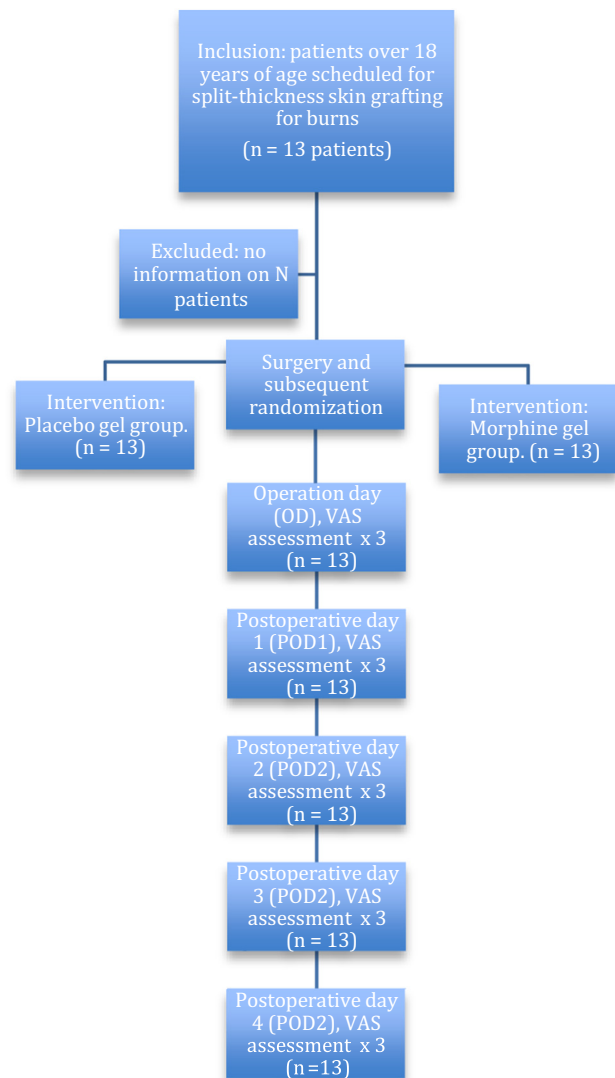 Inclusion: patients over 18
years of age scheduled for
split-thickness skin grafting
for burns
(n = 13 patients)
Excluded: no
information on N
patients
Surgery and
subsequent
randomization
Intervention:
Placebo gel group.
(n = 13)
Intervention:
Morphine gel
group. (n = 13)
Operation day
(OD), VAS
assessment x 3
(n = 13)
Postoperative day
1 (POD1), VAS
assessment x 3
(n = 13)
Postoperative day
2 (POD2), VAS
assessment x 3
(n = 13)
Postoperative day
3 (POD2), VAS
assessment x 3
(n = 13)
Postoperative day
4 (POD2), VAS
assessment x 3
(n =13)